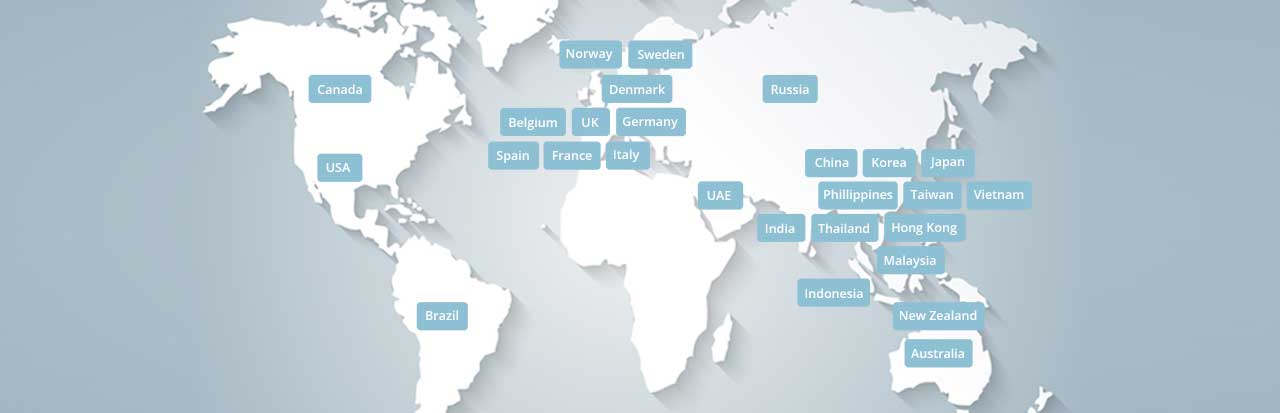 Norway
Sweden
Canada
Denmark
Russia
Belgium
UK
Germany
Spain
France
Italy
China
Korea
Japan
USA
UAE
Phillippines
Taiwan
Vietnam
India
Thailand
Hong Kong
Malaysia
Indonesia
Brazil
New Zealand
Australia